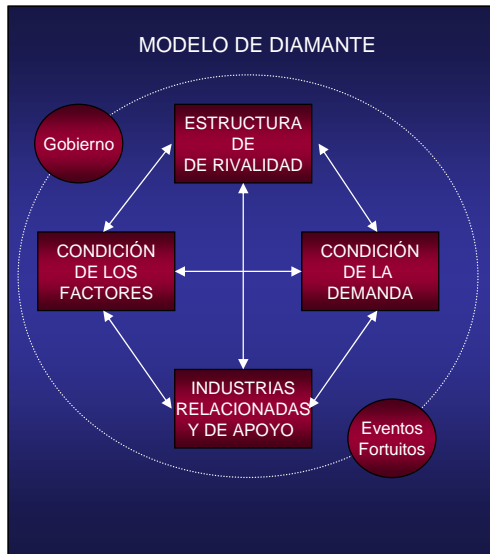 MODELO DE DIAMANTE
Gobierno
ESTRUCTURA
DE
DE RIVALIDAD
CONDICIÓN
DE LOS
FACTORES
CONDICIÓN
DE LA
DEMANDA
INDUSTRIAS
RELACIONADAS
Y DE APOYO
Eventos
Fortuitos